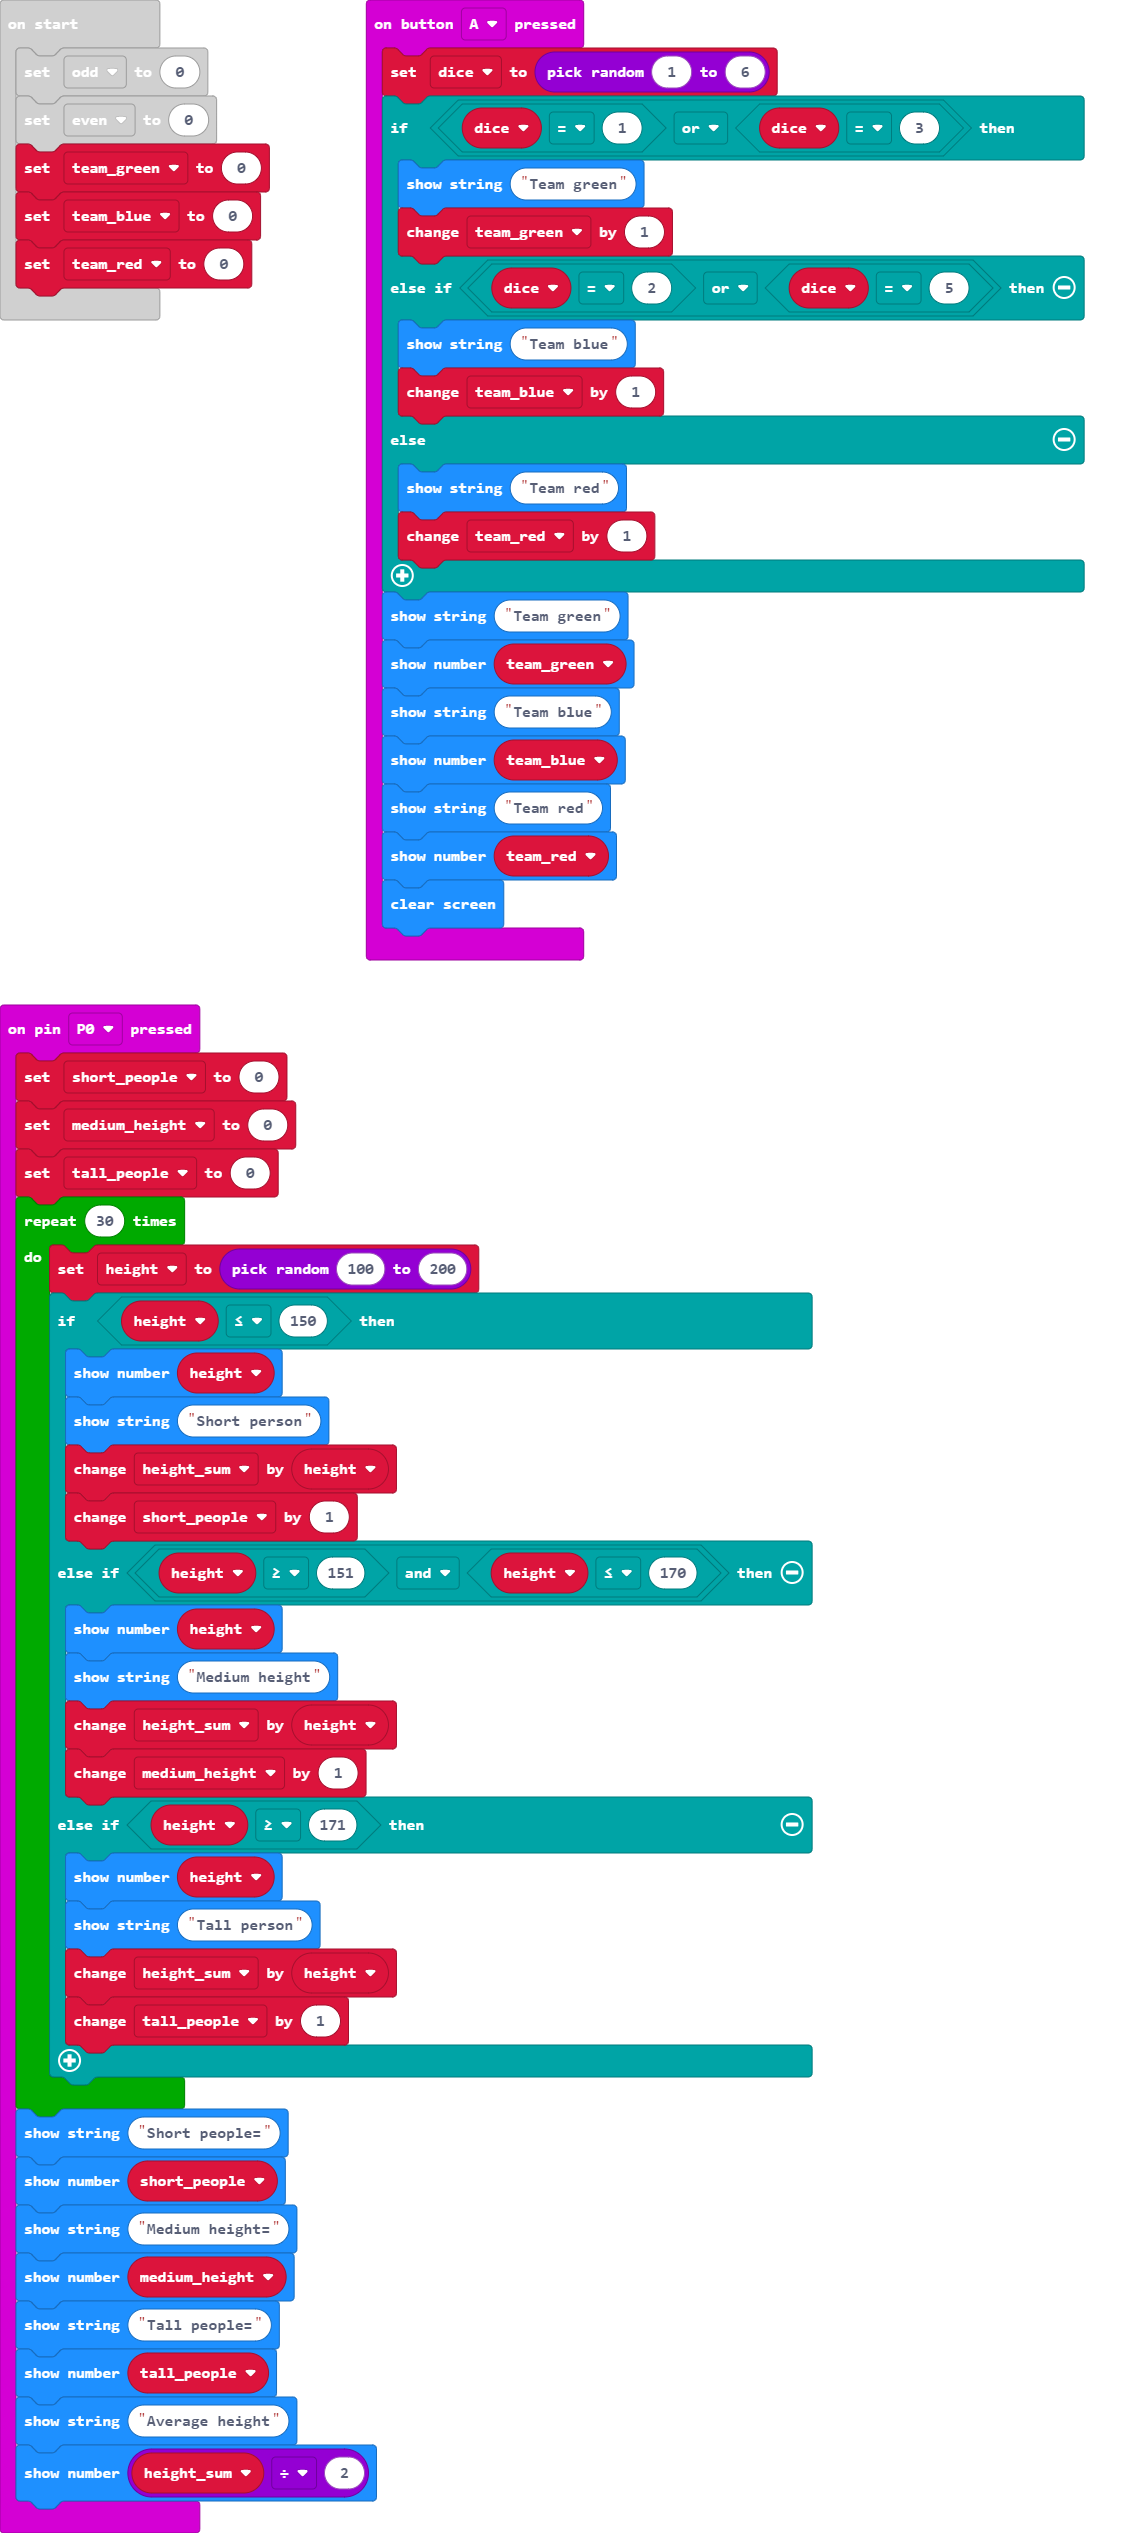 on start
set odd to 0
set even to 0
set team_green to 0
set team_blue to 0
set team_red to 0
on button A pressed
set dice to pick random 1 to 6
if dice = 1 or dice = 3 then
show string "Team green"
change team_green by 1
else if dice = 2 or dice = 5 then
show string "Team blue"
change team_blue by 1
else
show string "Team red"
change team_red by 1
show string "Team green"
show number team_green
show string "Team blue"
show number team_blue
show string "Team red"
show number team_red
clear screen
on pin P0 pressed
set short_people to 0
set medium_height to 0
set tall_people to 0
repeat 30 times
do
set height to pick random 100 to 200
if height ≤ 150 then
show number height
show string "Short person"
change height_sum by height
change short_people by 1
else if height ≥ 151 and height ≤ 170 then
show number height
show string "Medium height"
change height_sum by height
change medium_height by 1
else if height ≥ 171 then
show number height
show string "Tall person"
change height_sum by height
change tall_people by 1
show string "Short people="
show number short_people
show string "Medium height="
show number medium_height
show string "Tall people="
show number tall_people
show string "Average height"
show number height_sum ÷ 2